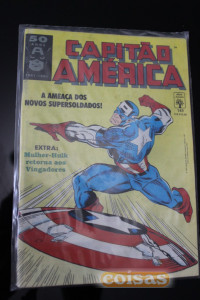 50
CAPITÃO
AMÉRICA
A AMEAÇA DOS
NOVOS SUPERSOLDADOS!
EXTRA:
Mulher-Hulk
retorna aos
Vingadores
coisas